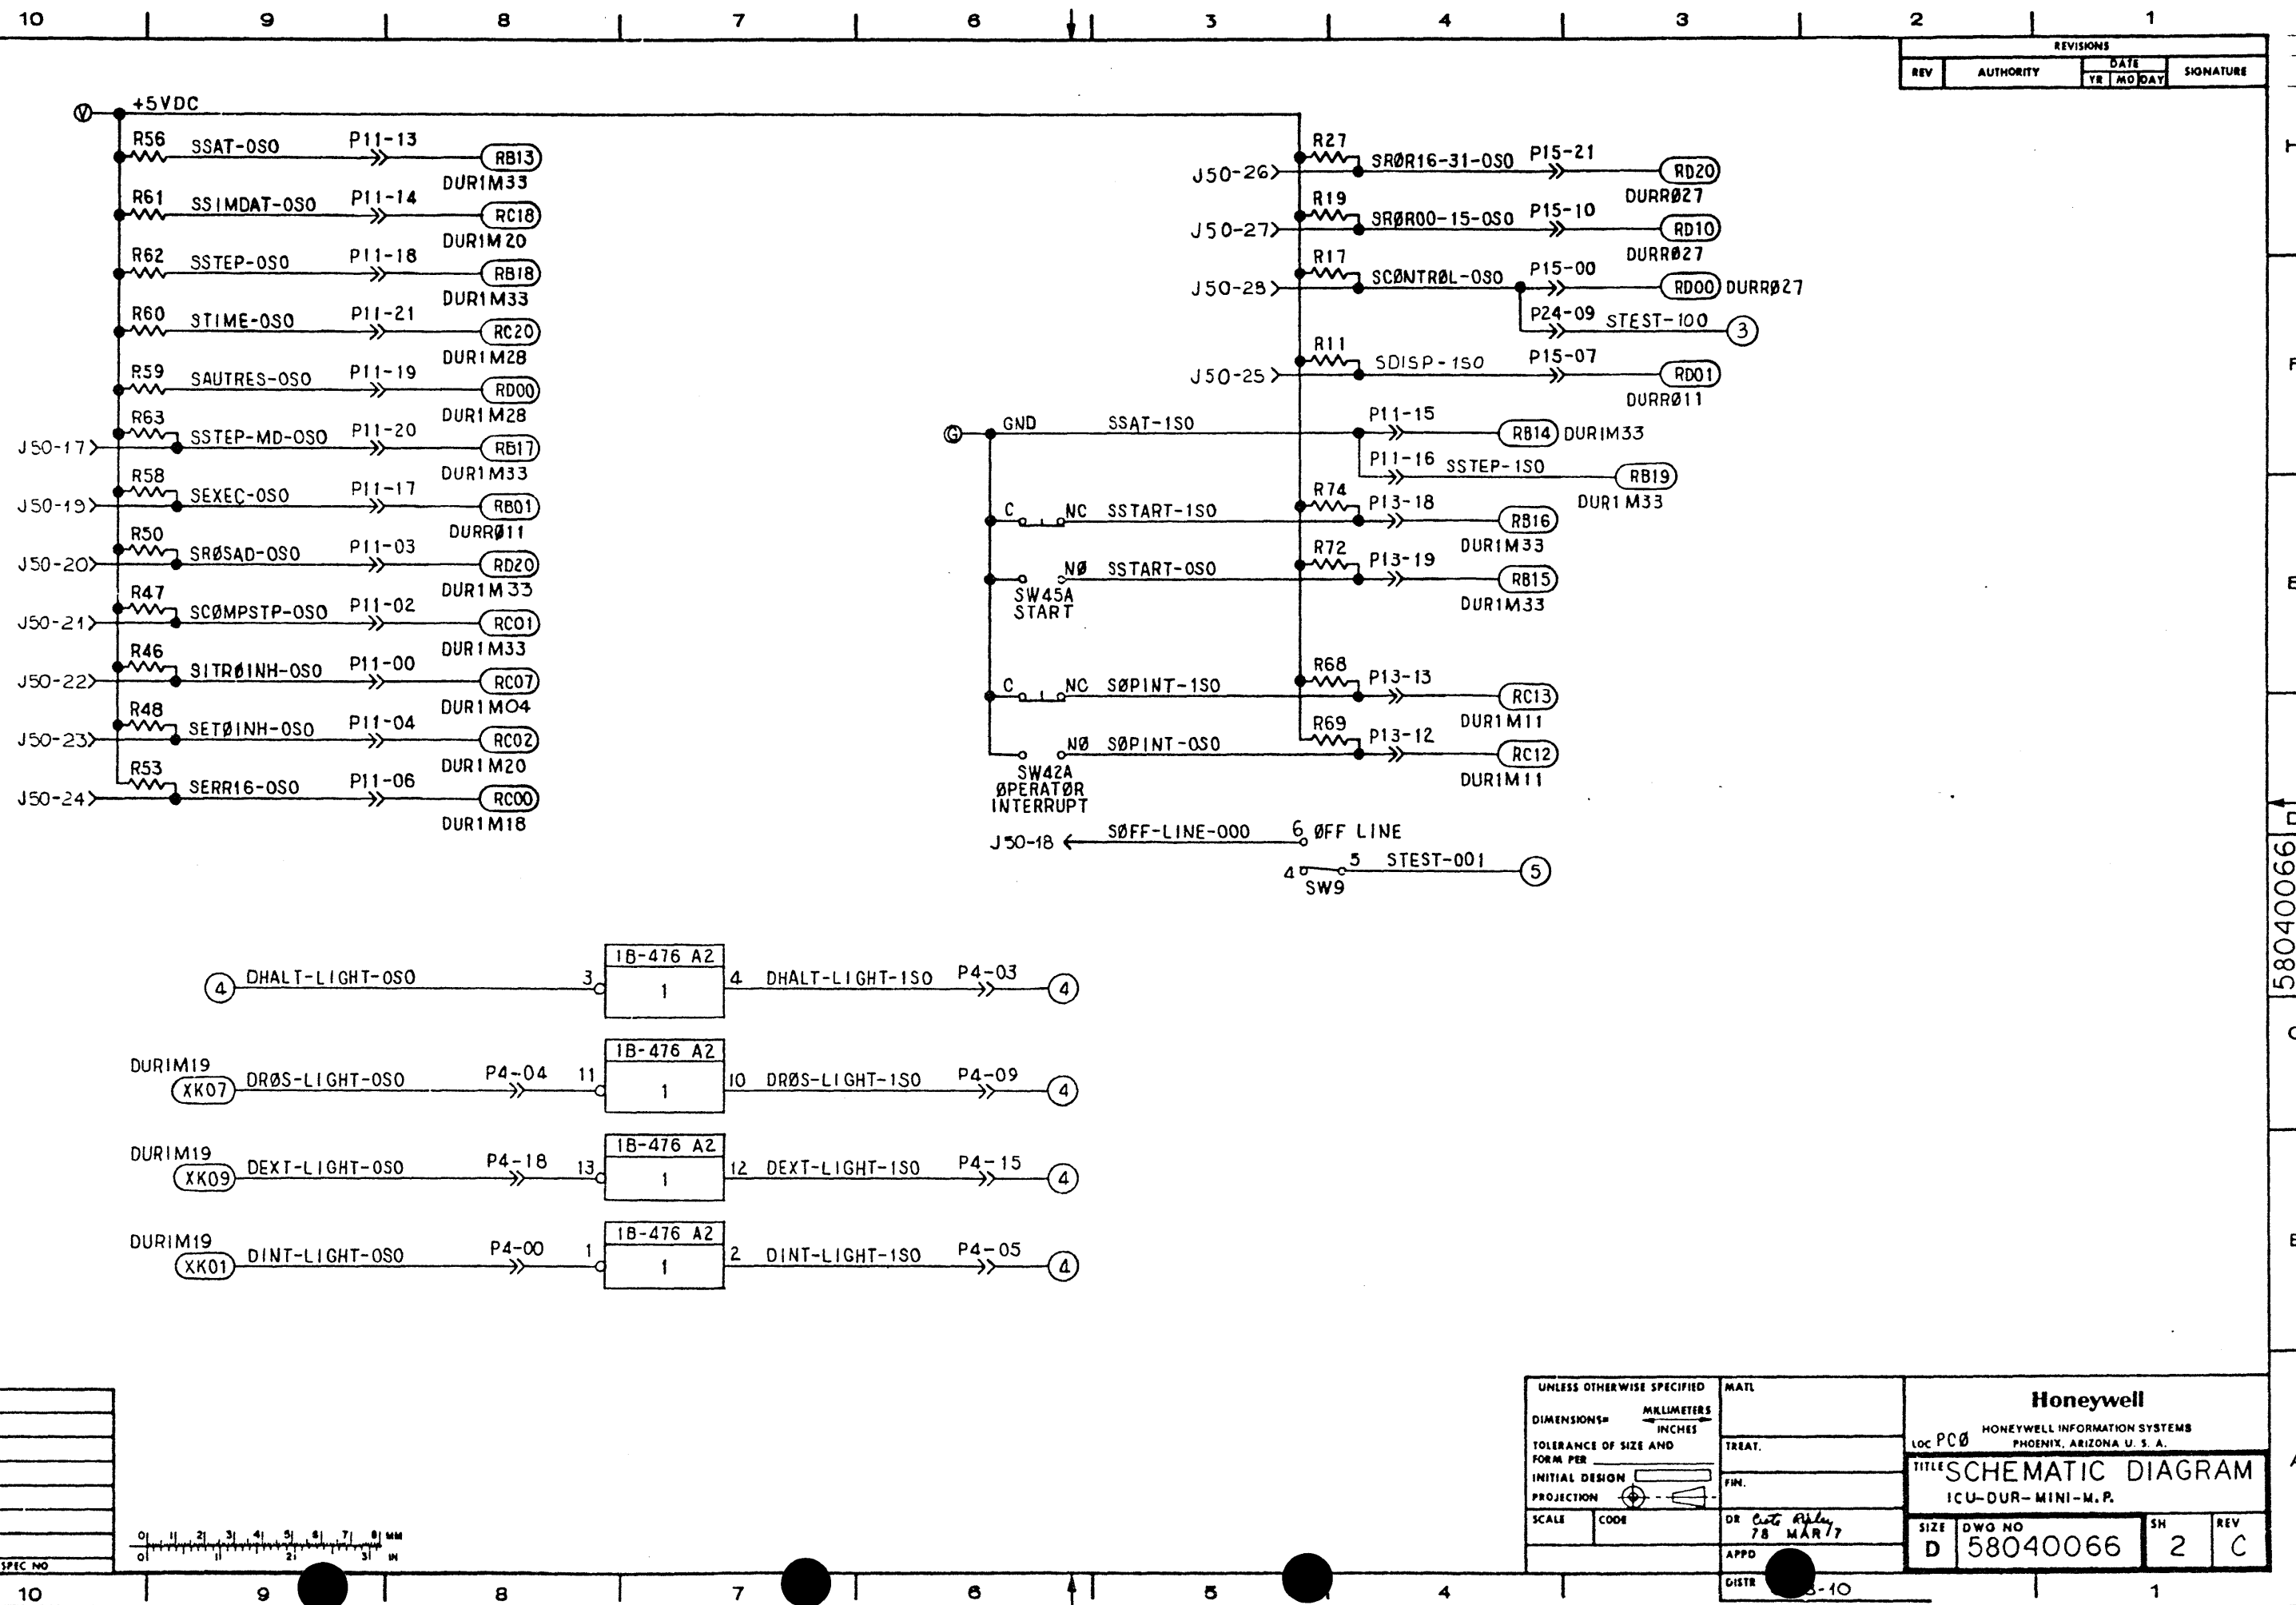 10 9 8 7 6 3 4 3 2 1
REVISIONS
REV AUTHORITY DATE SIGNATURE
YR MO DAY
V +5VDC
R56 SSAT-0S0 P11-13 RB13
DUR1M33
R61 SSIMDAT-0S0 P11-14 RC18
DUR1M20
R62 SSTEP-0S0 P11-18 RB18
DUR1M33
R60 STIME-0S0 P11-21 RC20
DUR1M28
R59 SAUTRES-0S0 P11-19 RD00
DUR1M28
J50-17 R63 SSTEP-MD-0S0 P11-20 RB17
DUR1M33
J50-19 R58 SEXEC-0S0 P11-17 RB01
DURRØ11
J50-20 R50 SRØSAD-0S0 P11-03 RD20
DUR1M33
J50-21 R47 SCØMPSTP-0S0 P11-02 RC01
DUR1M33
J50-22 R46 SITRØINH-0S0 P11-00 RC07
DUR1M04
J50-23 R48 SETØINH-0S0 P11-04 RC02
DUR1M20
J50-24 R53 SERR16-0S0 P11-06 RC00
DUR1M18
J50-26 R27 SRØR16-31-0S0 P15-21 RD20
DURRØ27
J50-27 R19 SRØR00-15-0S0 P15-10 RD10
DURRØ27
J50-28 R17 SCØNTRØL-0S0 P15-00 RD00 DURRØ27
P24-09 STEST-100 3
J50-25 R11 SDISP-1S0 P15-07 RD01
DURRØ11
G GND SSAT-1S0 P11-15 RB14 DUR1M33
P11-16 SSTEP-1S0 RB19
DUR1M33
C NC SSTART-1S0 R74 P13-18 RB16
DUR1M33
NØ SSTART-0S0 R72 P13-19 RB15
DUR1M33
SW45A
START
C NC SØPINT-1S0 R68 P13-13 RC13
DUR1M11
NØ SØPINT-0S0 R69 P13-12 RC12
DUR1M11
SW42A
ØPERATØR
INTERRUPT
J50-18 SØFF-LINE-000 6 ØFF LINE
4 5 STEST-001 5
SW9
1B-476 A2
4 DHALT-LIGHT-0S0 3 1 4 DHALT-LIGHT-1S0 P4-03 4
1B-476 A2
DUR1M19
XK07 DRØS-LIGHT-0S0 P4-04 11 1 10 DRØS-LIGHT-1S0 P4-09 4
1B-476 A2
DUR1M19
XK09 DEXT-LIGHT-0S0 P4-18 13 1 12 DEXT-LIGHT-1S0 P4-15 4
1B-476 A2
DUR1M19
XK01 DINT-LIGHT-0S0 P4-00 1 1 2 DINT-LIGHT-1S0 P4-05 4
58040066
UNLESS OTHERWISE SPECIFIED
DIMENSIONS= MILLIMETERS
INCHES
TOLERANCE OF SIZE AND
FORM PER
INITIAL DESIGN
PROJECTION
SCALE CODE
MATL
TREAT.
FIN.
DR
78 MAR 7
APPD
DISTR
Honeywell
HONEYWELL INFORMATION SYSTEMS
LOC PCØ PHOENIX, ARIZONA U. S. A.
TITLE SCHEMATIC DIAGRAM
ICU-DUR-MINI-M.P.
SIZE DWG NO SH REV
D 58040066 2 C
0 1 2 3 4 5 6 7 8 MM
0 1 2 3 IN
SPEC NO
10 9 8 7 6 5 4 1